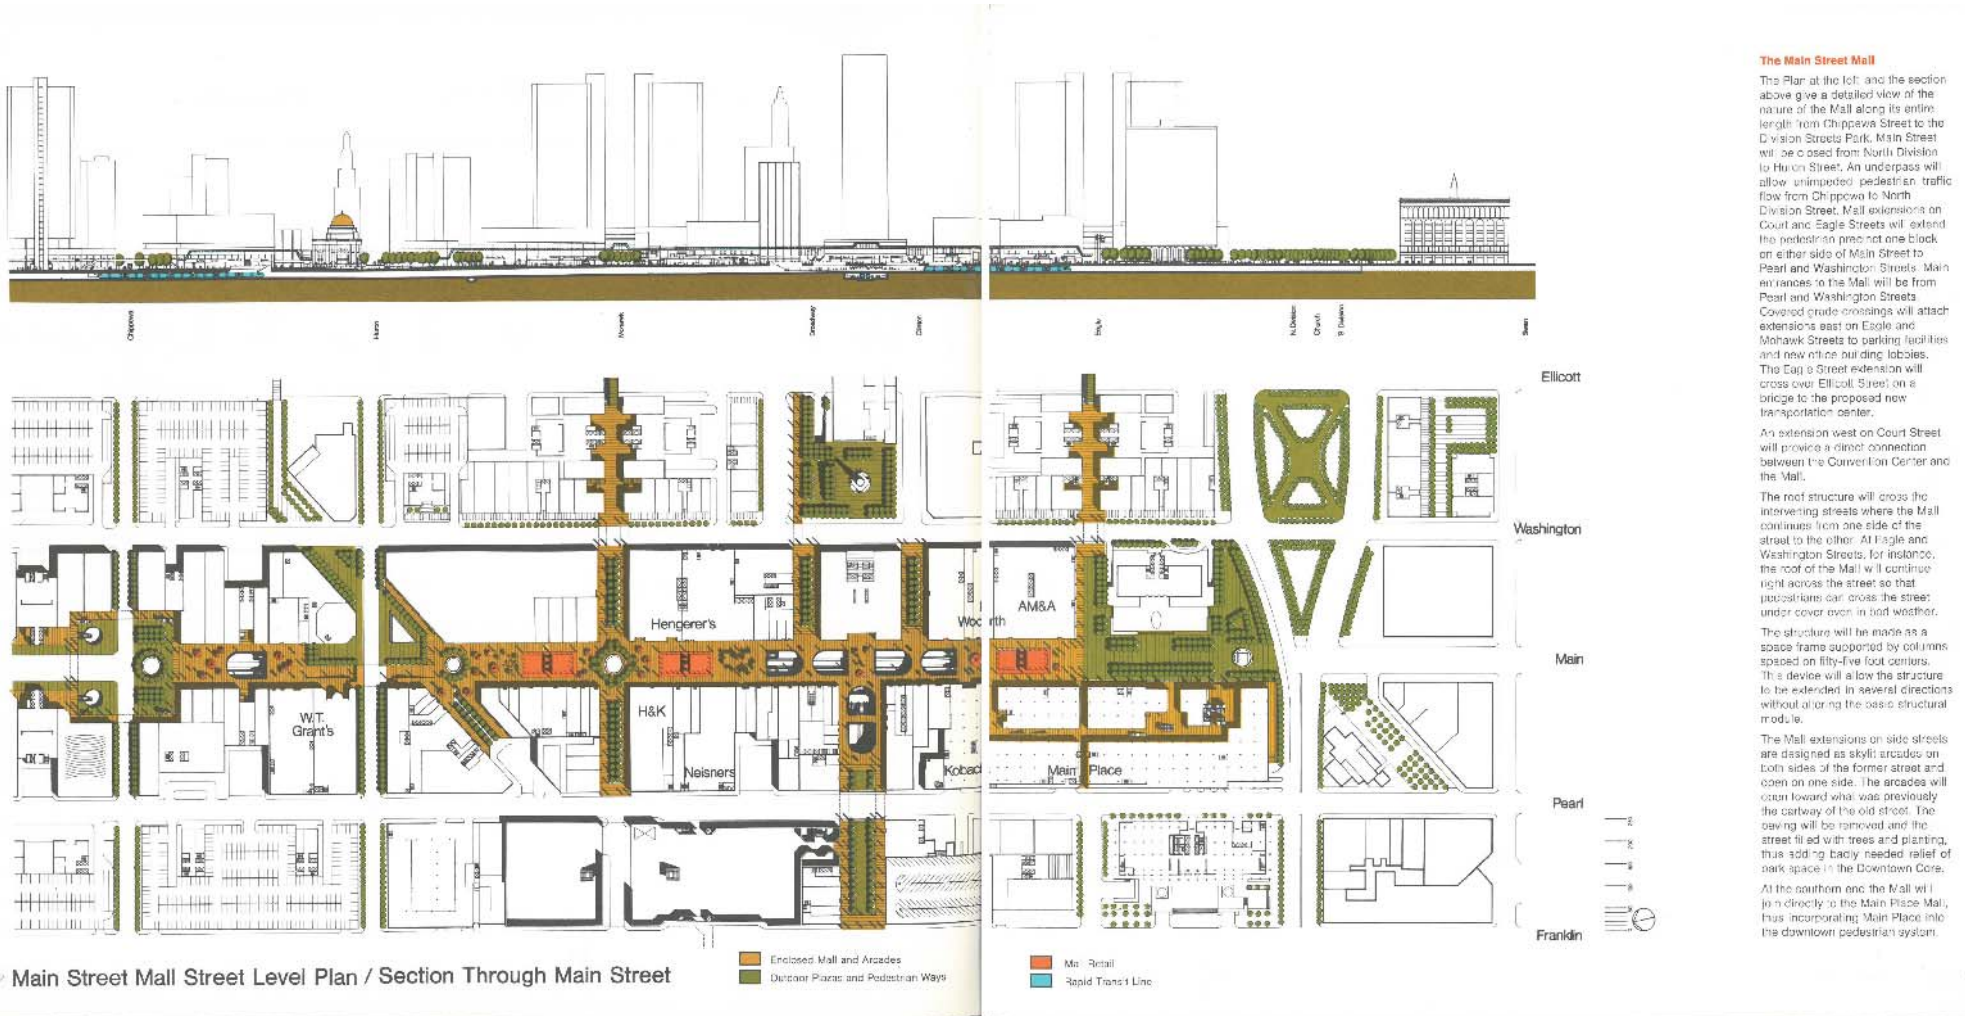 The Main Street Mall
The Plan at the left and the section
above give a detailed view of the
nature of the Mall along its entire
length from Chippewa Street to the
Division Streets Park. Main Street
will be closed from North Division
to Huron Street. An underpass will
allow unimpeded pedestrian traffic
flow from Chippewa to North
Division Street. Mall extensions on
Court and Eagle Streets will extend
the pedestrian precinct one block
on either side of Main Street to
Pearl and Washington Streets. Main
entrances to the Mall will be from
Pearl and Washington Streets
Covered grade crossings will attach
extensions east on Eagle and
Mohawk Streets to parking facilities
and new office building lobbies.
The Eagle Street extension will
cross over Ellicott Street on a
bridge to the proposed new
transportation center.
An extension west on Court Street
will provide a direct connection
between the Convention Center and
the Mall.
The roof structure will cross the
intervening streets where the Mall
continues from one side of the
street to the other. At Eagle and
Washington Streets, for instance,
the roof of the Mall will continue
right across the street so that
pedestrians can cross the street
under cover even in bad weather.
The structure will be made as a
space frame supported by columns
spaced on fifty-five foot centers.
This device will allow the structure
to be extended in several directions
without altering the basic structural
module.
The Mall extensions on side streets
are designed as skylit arcades on
both sides of the former street and
open on one side. The arcades will
open toward what was previously
the cartway of the old street. The
paving will be removed and the
street filled with trees and planting,
thus adding badly needed relief of
park space in the Downtown Core.
At the southern end the Mall will
join directly to the Main Place Mall,
thus incorporating Main Place into
the downtown pedestrian system.
Chippewa
Huron
Mohawk
Broadway
Clinton
Eagle
N. Division
Church
S. Division
Swan
Ellicott
Washington
Main
Pearl
Franklin
Hengerer's
Woo rth
AM&A
W.T.
Grant's
H&K
Neisners
Kobac
Main Place
Main Street Mall Street Level Plan / Section Through Main Street
Enclosed Mall and Arcades
Outdoor Plazas and Pedestrian Ways
Mall Retail
Rapid Transit Line